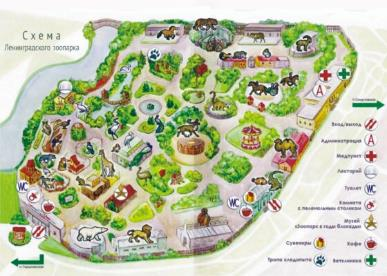 Схема
Ленинградского зоопарка
А
Вход/выход
А
Администрация
Медпункт
Лекторий
WC
Туалет
Комната
с пеленальным столиком
Музей
«Зоопарк в годы блокады»
Сувениры
Кафе
Тропа следопыта
Ветклиника
WC
WC